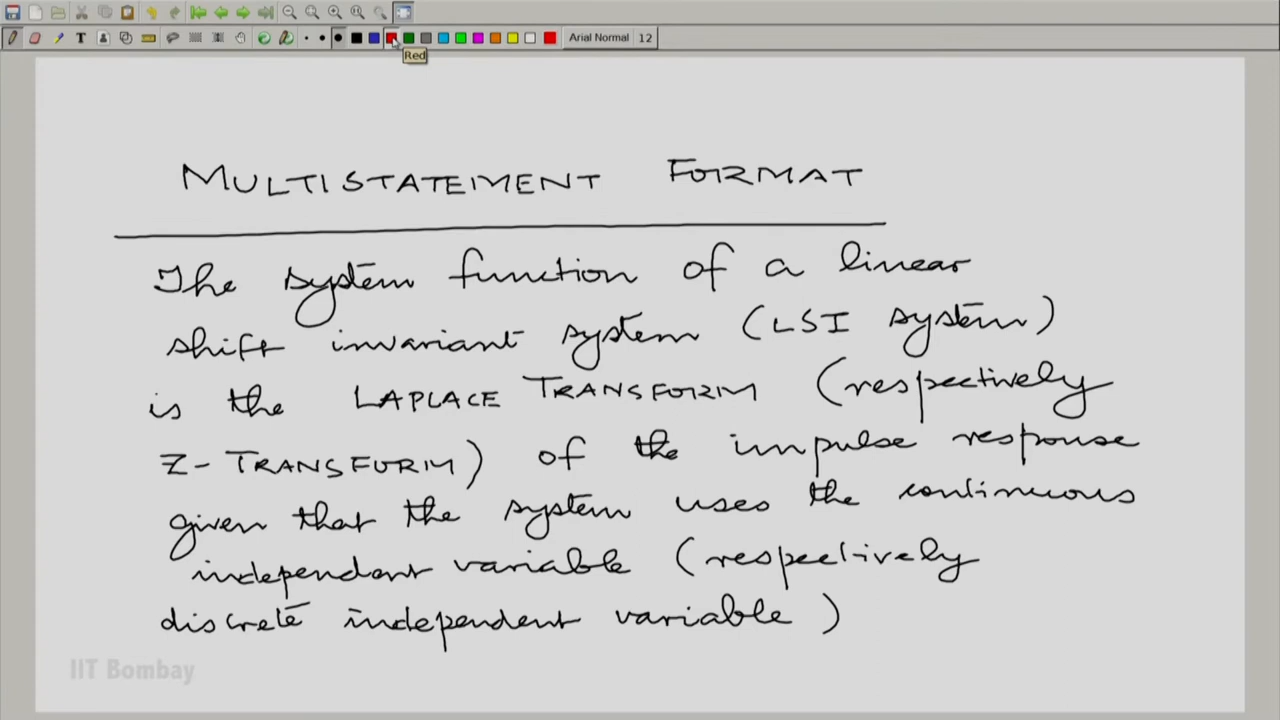 Arial Normal 12
Red
MULTISTATEMENT FORMAT
The system function of a linear
shift invariant system (LSI system)
is the LAPLACE TRANSFORM (respectively
Z-TRANSFORM) of the impulse response
given that the system uses the continuous
independent variable (respectively
discrete independent variable)
IIT Bombay